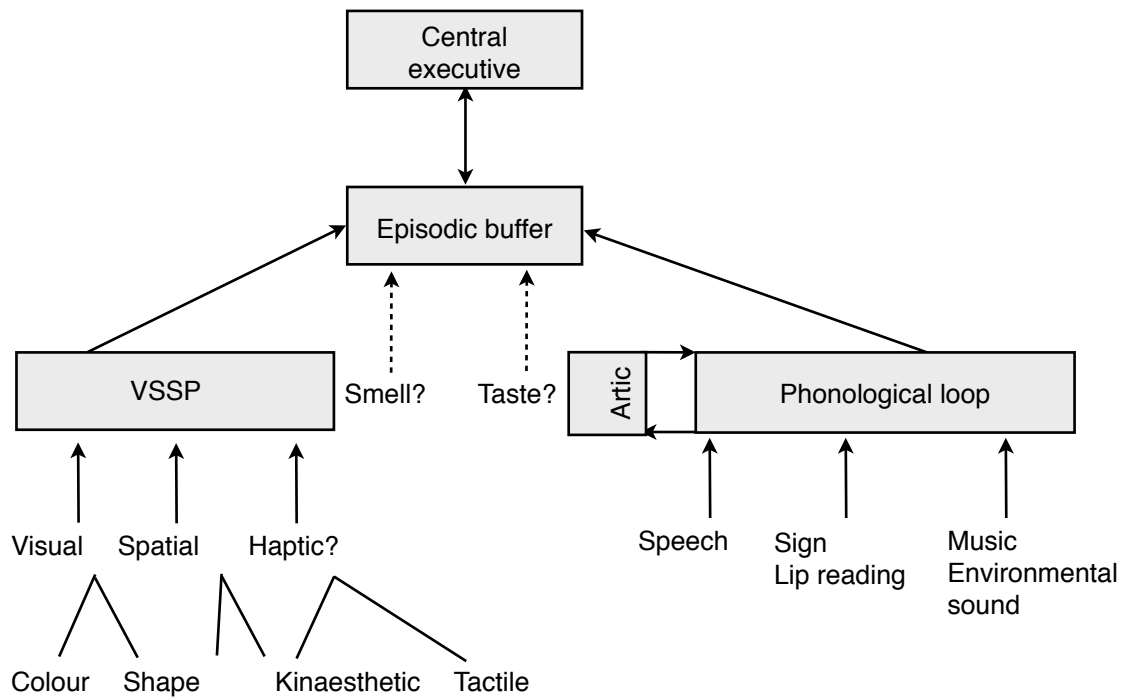 Central
executive
Episodic buffer
VSSP
Smell?
Taste?
Artic
Phonological loop
Visual
Spatial
Haptic?
Speech
Sign
Lip reading
Music
Environmental
sound
Colour
Shape
Kinaesthetic
Tactile